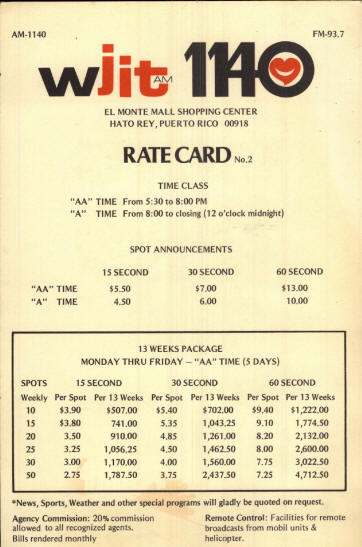 AM-1140 FM-93.7
wjit AM 1140
EL MONTE MALL SHOPPING CENTER
HATO REY, PUERTO RICO 00918
RATE CARD No.2
TIME CLASS
"AA" TIME From 5:30 to 8:00 PM
"A" TIME From 8:00 to closing (12 o'clock midnight)
SPOT ANNOUNCEMENTS
15 SECOND 30 SECOND 60 SECOND
"AA" TIME $5.50 $7.00 $13.00
"A" TIME 4.50 6.00 10.00
13 WEEKS PACKAGE
MONDAY THRU FRIDAY – "AA" TIME (5 DAYS)
SPOTS 15 SECOND 30 SECOND 60 SECOND
Weekly Per Spot Per 13 Weeks Per Spot Per 13 Weeks Per Spot Per 13 Weeks
10 $3.90 $507.00 $5.40 $702.00 $9.40 $1,222.00
15 $3.80 741.00 5.35 1,043.25 9.10 1,774.50
20 3.50 910.00 4.85 1,261.00 8.20 2,132.00
25 3.25 1,056.25 4.50 1,462.50 8.00 2,600.00
30 3.00 1,170.00 4.00 1,560.00 7.75 3,022.50
50 2.75 1,787.50 3.75 2,437.50 7.25 4,712.50
*News, Sports, Weather and other special programs will gladly be quoted on request.
Agency Commission: 20% commission
allowed to all recognized agents.
Bills rendered monthly
Remote Control: Facilities for remote
broadcasts from mobil units &
helicopter.